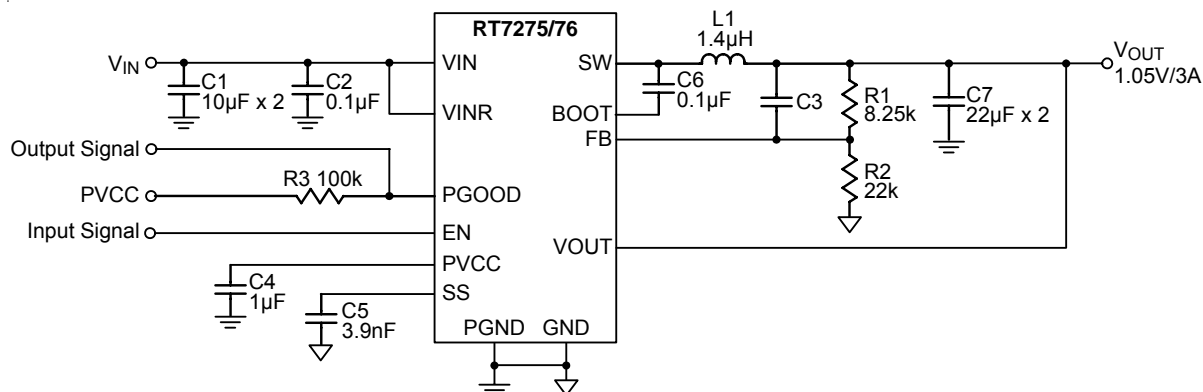 RT7275/76
L1
1.4µH
VIN
VIN
SW
VOUT
1.05V/3A
C1
10µF x 2
C2
0.1µF
C6
0.1µF
C3
R1
8.25k
C7
22µF x 2
VINR
BOOT
FB
Output Signal
R3 100k
R2
22k
PVCC
PGOOD
Input Signal
EN
VOUT
PVCC
C4
1µF
SS
C5
3.9nF
PGND
GND